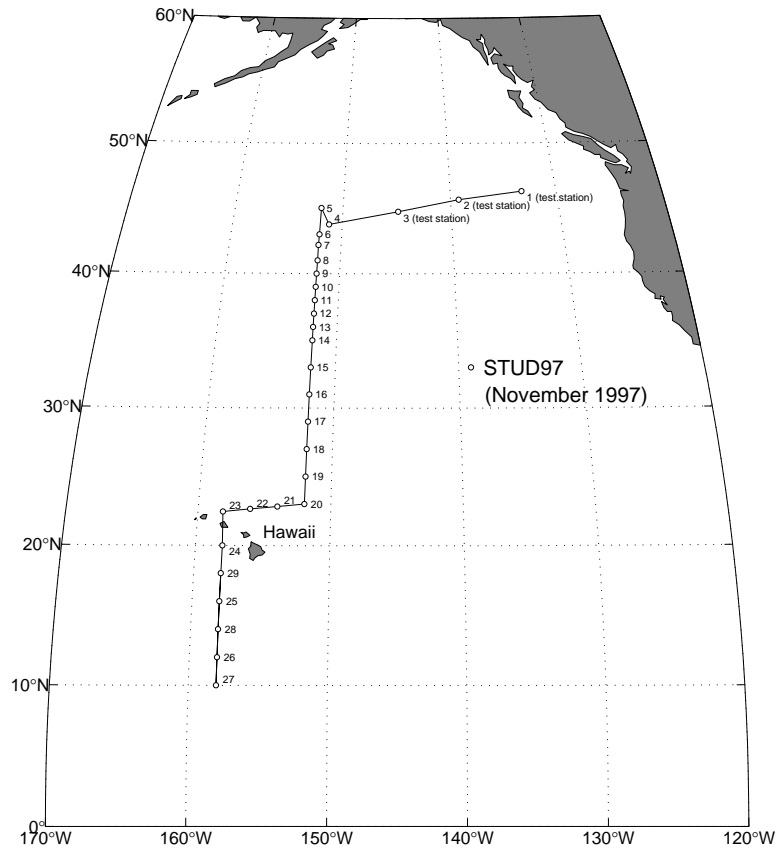 60°N
50°N
5
1 (test station)
2 (test station)
4
3 (test station)
6
7
8
40°N
9
10
11
12
13
14
15
STUD97
(November 1997)
16
30°N
17
18
19
20
21
22
23
Hawaii
20°N
24
29
25
28
26
27
10°N
0°
170°W
160°W
150°W
140°W
130°W
120°W